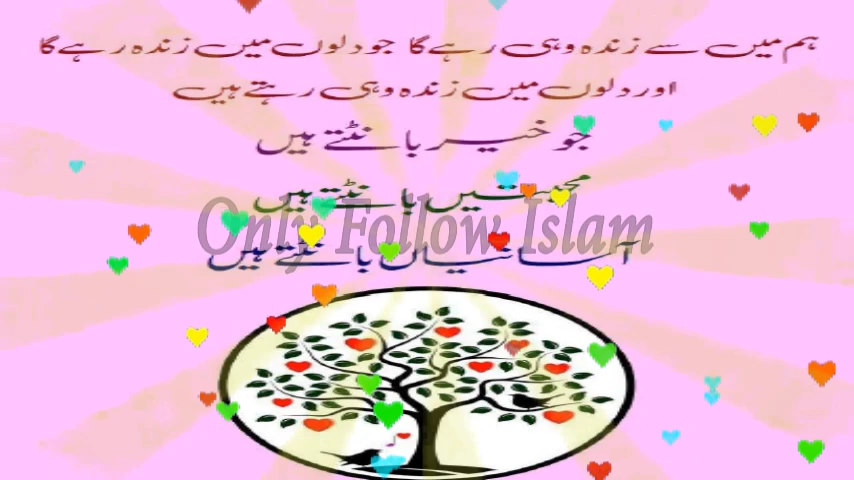 ہم میں سے زندہ وہی رہے گا جو دلوں میں زندہ رہے گا
اور دلوں میں زندہ وہی رہتے ہیں
جو خیر بانٹتے ہیں
محبتیں بانٹتے ہیں
Only Follow Islam
آسانیاں بانٹتے ہیں